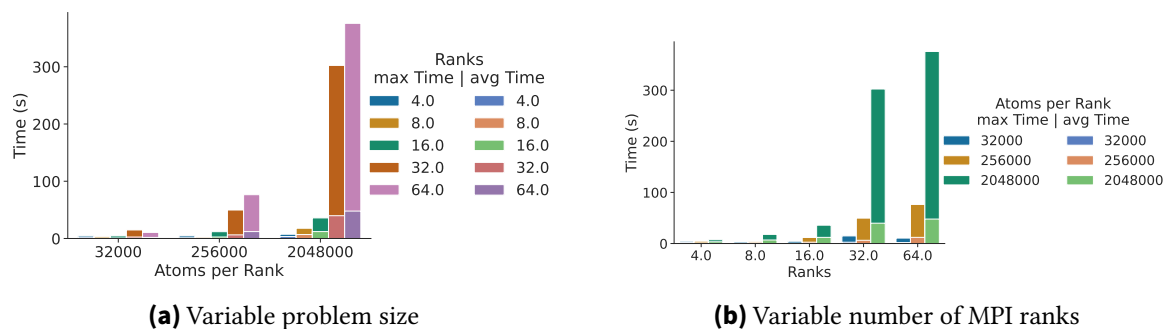 300
200
100
0
Time (s)
32000 256000 2048000
Atoms per Rank
Ranks
max Time | avg Time
4.0 4.0
8.0 8.0
16.0 16.0
32.0 32.0
64.0 64.0
(a) Variable problem size
300
200
100
0
Time (s)
4.0 8.0 16.0 32.0 64.0
Ranks
Atoms per Rank
max Time | avg Time
32000 32000
256000 256000
2048000 2048000
(b) Variable number of MPI ranks